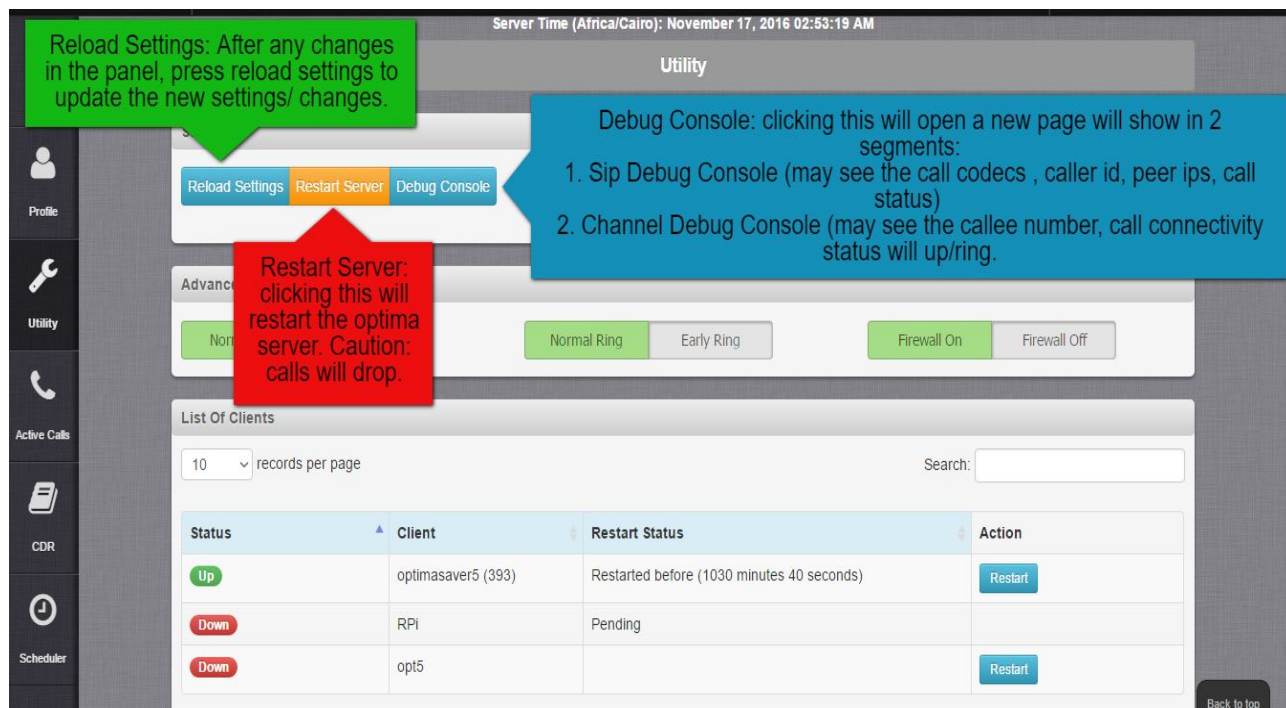 Server Time (Africa/Cairo): November 17, 2016 02:53:19 AM
Reload Settings: After any changes
in the panel, press reload settings to
update the new settings/ changes.
Utility
Debug Console: clicking this will open a new page will show in 2
segments:
1. Sip Debug Console (may see the call codecs , caller id, peer ips, call
status)
2. Channel Debug Console (may see the callee number, call connectivity
status will up/ring.
Reload Settings Restart Server Debug Console
Restart Server:
clicking this will
restart the optima
server. Caution:
calls will drop.
Profile
Utility
Active Calls
CDR
Scheduler
Normal Ring Early Ring Firewall On Firewall Off
List Of Clients
10 records per page Search:
Status Client Restart Status Action
Up optimasaver5 (393) Restarted before (1030 minutes 40 seconds) Restart
Down RPi Pending
Down opt5 Restart
Back to top